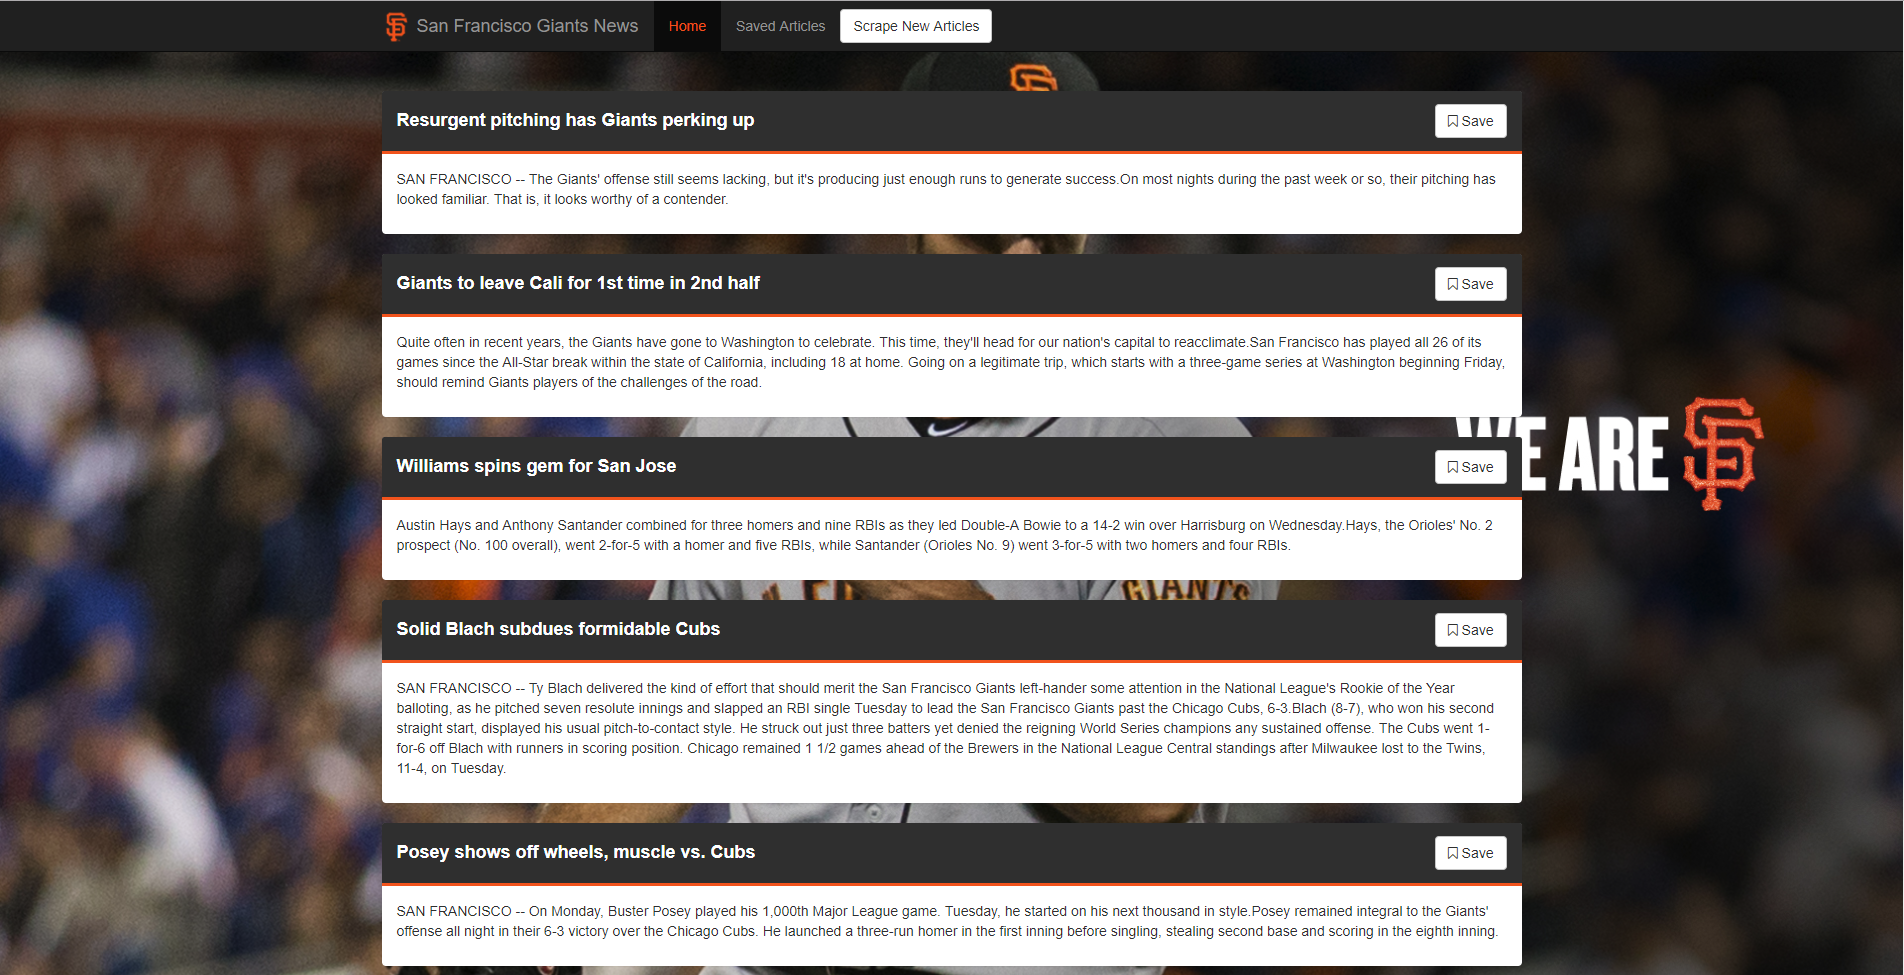 SF San Francisco Giants News Home Saved Articles Scrape New Articles
SF
Resurgent pitching has Giants perking up Save
SAN FRANCISCO -- The Giants' offense still seems lacking, but it's producing just enough runs to generate success.On most nights during the past week or so, their pitching has
looked familiar. That is, it looks worthy of a contender.
Giants to leave Cali for 1st time in 2nd half Save
Quite often in recent years, the Giants have gone to Washington to celebrate. This time, they'll head for our nation's capital to reacclimate.San Francisco has played all 26 of its
games since the All-Star break within the state of California, including 18 at home. Going on a legitimate trip, which starts with a three-game series at Washington beginning Friday,
should remind Giants players of the challenges of the road.
WE ARE SF
Williams spins gem for San Jose Save
Austin Hays and Anthony Santander combined for three homers and nine RBIs as they led Double-A Bowie to a 14-2 win over Harrisburg on Wednesday.Hays, the Orioles' No. 2
prospect (No. 100 overall), went 2-for-5 with a homer and five RBIs, while Santander (Orioles No. 9) went 3-for-5 with two homers and four RBIs.
GIANTS
Solid Blach subdues formidable Cubs Save
SAN FRANCISCO -- Ty Blach delivered the kind of effort that should merit the San Francisco Giants left-hander some attention in the National League's Rookie of the Year
balloting, as he pitched seven resolute innings and slapped an RBI single Tuesday to lead the San Francisco Giants past the Chicago Cubs, 6-3.Blach (8-7), who won his second
straight start, displayed his usual pitch-to-contact style. He struck out just three batters yet denied the reigning World Series champions any sustained offense. The Cubs went 1-
for-6 off Blach with runners in scoring position. Chicago remained 1 1/2 games ahead of the Brewers in the National League Central standings after Milwaukee lost to the Twins,
11-4, on Tuesday.
Posey shows off wheels, muscle vs. Cubs Save
SAN FRANCISCO -- On Monday, Buster Posey played his 1,000th Major League game. Tuesday, he started on his next thousand in style.Posey remained integral to the Giants'
offense all night in their 6-3 victory over the Chicago Cubs. He launched a three-run homer in the first inning before singling, stealing second base and scoring in the eighth inning.